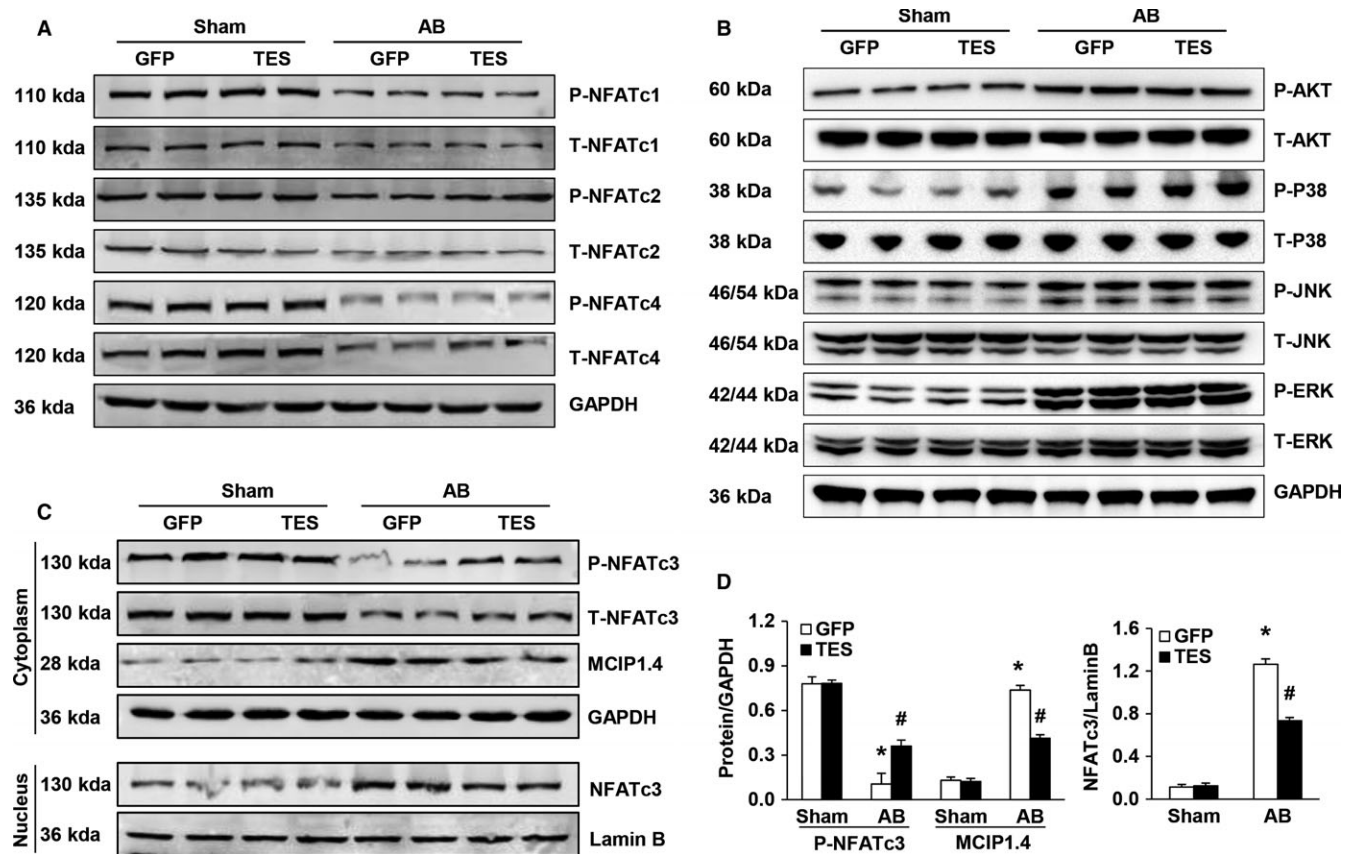 A
Sham AB
GFP TES GFP TES
110 kda P-NFATc1
110 kda T-NFATc1
135 kda P-NFATc2
135 kda T-NFATc2
120 kda P-NFATc4
120 kda T-NFATc4
36 kda GAPDH
B
Sham AB
GFP TES GFP TES
60 kDa P-AKT
60 kDa T-AKT
38 kDa P-P38
38 kDa T-P38
46/54 kDa P-JNK
46/54 kDa T-JNK
42/44 kDa P-ERK
42/44 kDa T-ERK
36 kDa GAPDH
C
Sham AB
GFP TES GFP TES
Cytoplasm
130 kda P-NFATc3
130 kda T-NFATc3
28 kda MCIP1.4
36 kda GAPDH
Nucleus
130 kda NFATc3
36 kda Lamin B
D
Protein/GAPDH
1.2
0.9
0.6
0.3
0.0
GFP
TES
* # * #
Sham AB Sham AB
P-NFATc3 MCIP1.4
NFATc3/LaminB
1.6
1.2
0.8
0.4
0.0
GFP
TES
* #
Sham AB